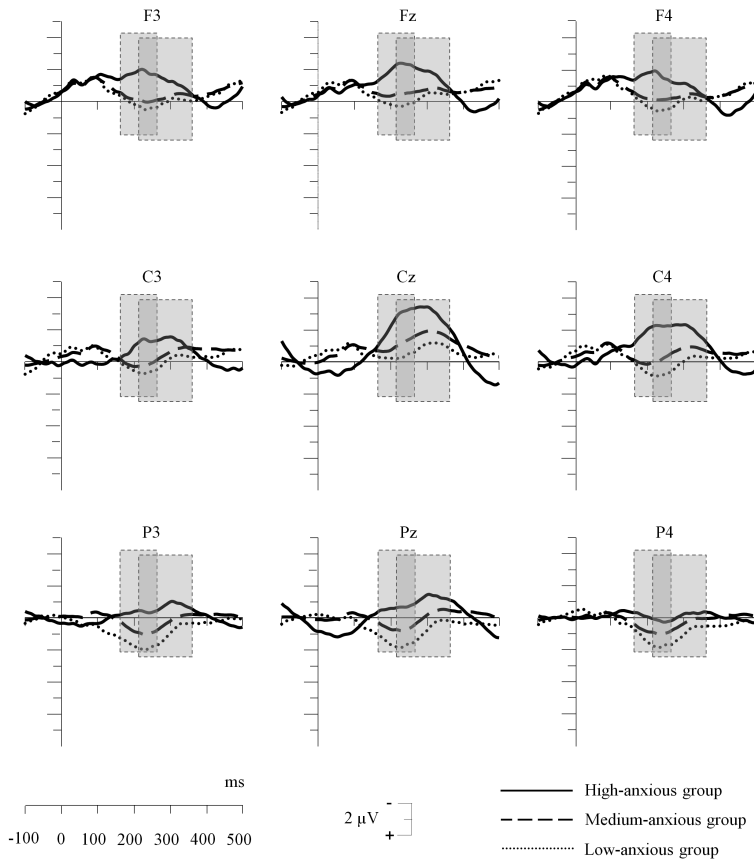 F3 Fz F4
C3 Cz C4
P3 Pz P4
ms
-100 0 100 200 300 400 500
-
2 µV
+
High-anxious group
Medium-anxious group
Low-anxious group